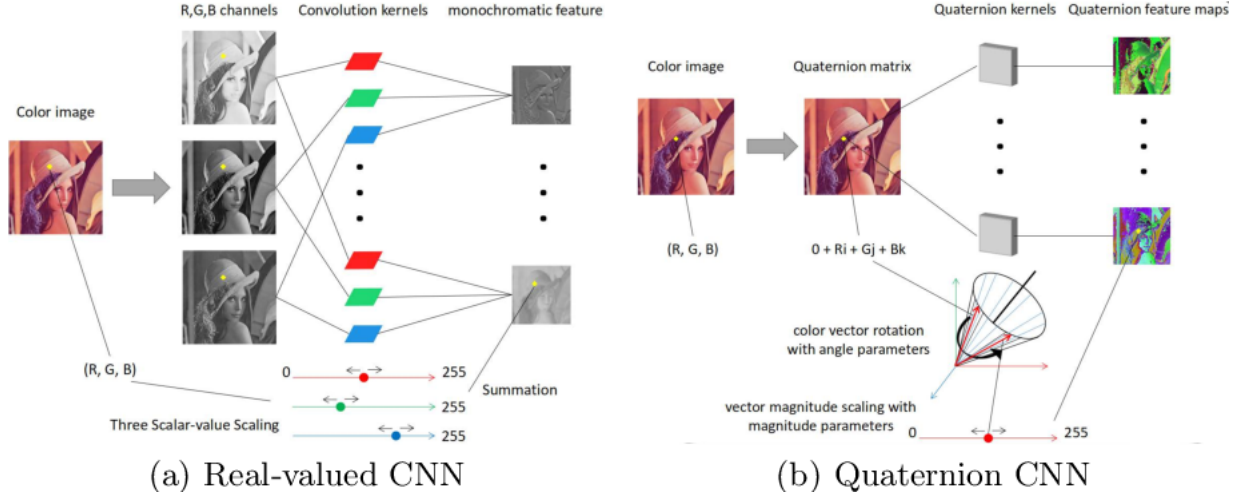 R,G,B channels
Convolution kernels
monochromatic feature
Color image
(R, G, B)
0
255
255
255
Summation
Three Scalar-value Scaling
(a) Real-valued CNN
Quaternion kernels
Quaternion feature maps
Color image
Quaternion matrix
(R, G, B)
0 + Ri + Gj + Bk
color vector rotation
with angle parameters
vector magnitude scaling with
magnitude parameters
0
255
(b) Quaternion CNN